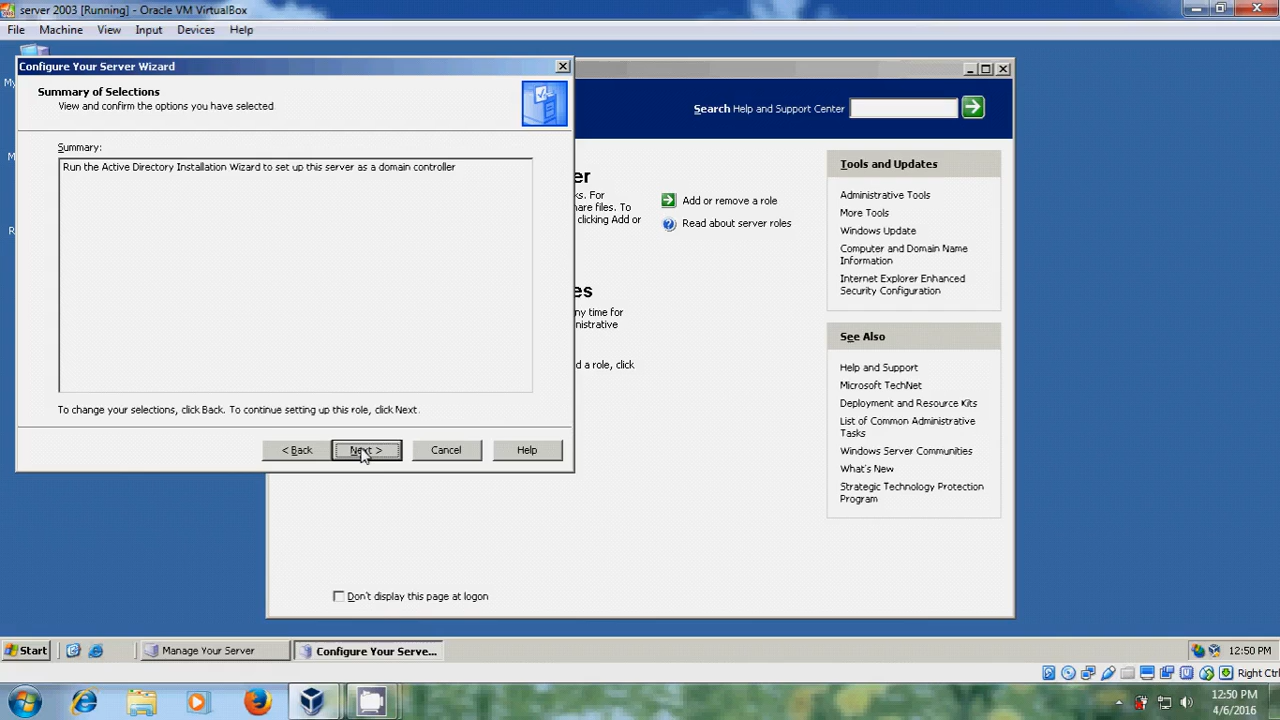 server 2003 [Running] - Oracle VM VirtualBox
File Machine View Input Devices Help
Configure Your Server Wizard
Summary of Selections
View and confirm the options you have selected
Summary:
Run the Active Directory Installation Wizard to set up this server as a domain controller
To change your selections, click Back. To continue setting up this role, click Next.
< Back Next > Cancel Help
Search Help and Support Center
er
ks. For
are files. To
clicking Add or
Add or remove a role
Read about server roles
es
ny time for
nistrative
d a role, click
Tools and Updates
Administrative Tools
More Tools
Windows Update
Computer and Domain Name
Information
Internet Explorer Enhanced
Security Configuration
See Also
Help and Support
Microsoft TechNet
Deployment and Resource Kits
List of Common Administrative
Tasks
Windows Server Communities
What's New
Strategic Technology Protection
Program
Don't display this page at logon
Start Manage Your Server Configure Your Serve... 12:50 PM
Right Ctrl
12:50 PM
4/6/2016